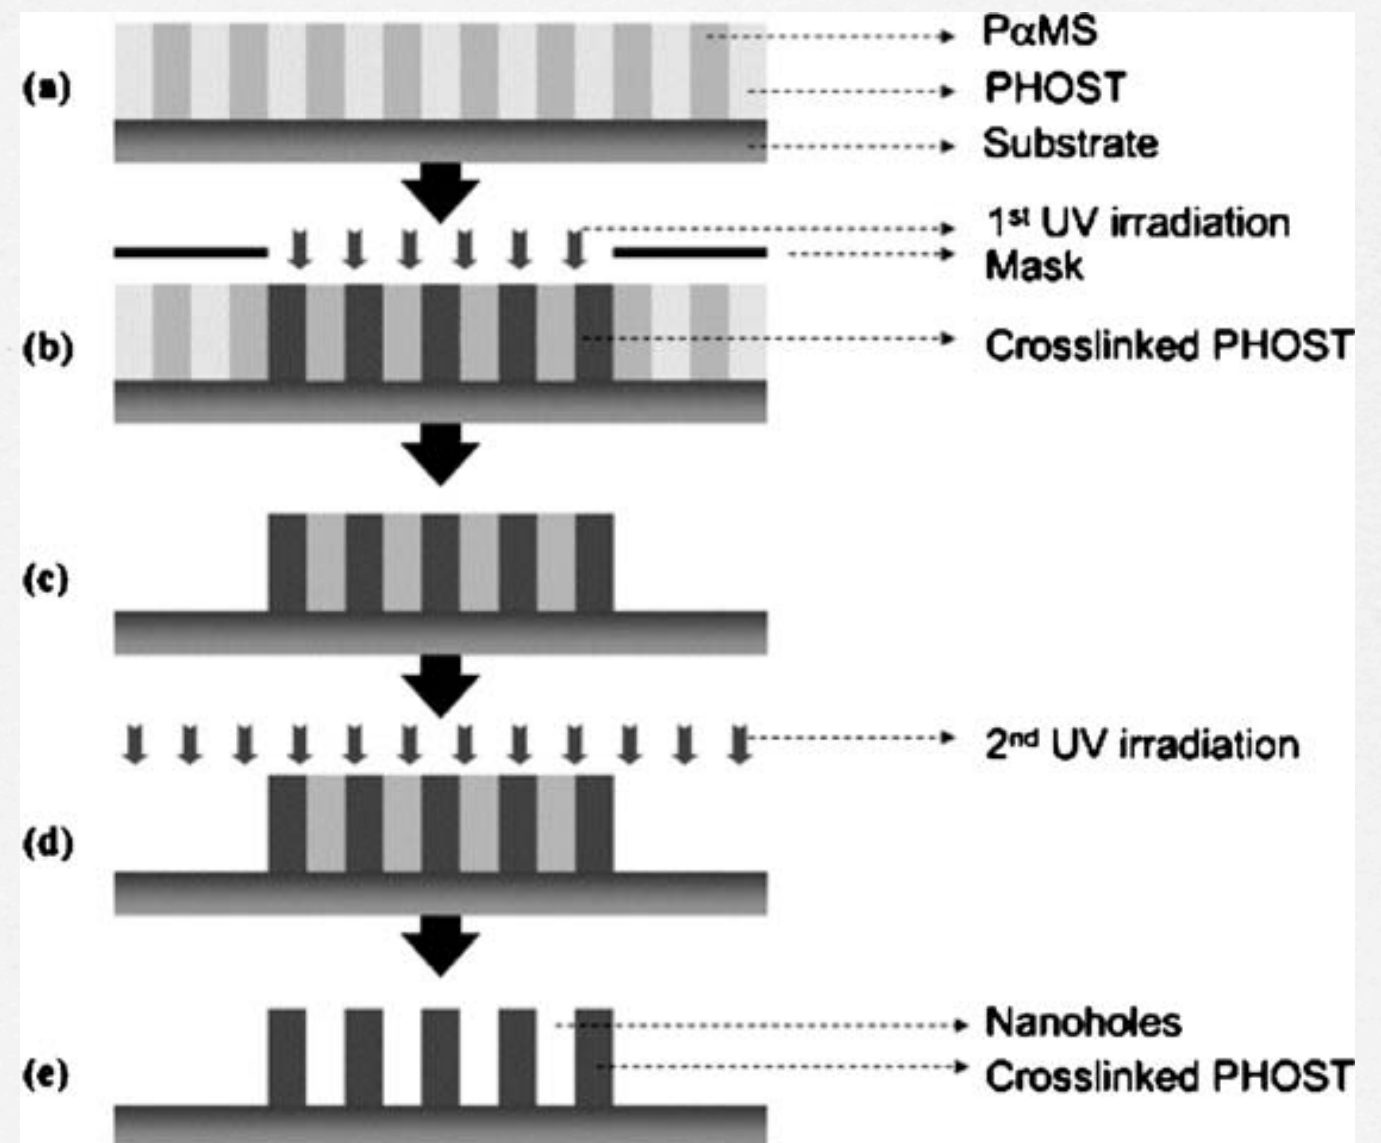 (a)
PαMS
PHOST
Substrate
1st UV irradiation
Mask
(b)
Crosslinked PHOST
(c)
2nd UV irradiation
(d)
Nanoholes
(e)
Crosslinked PHOST